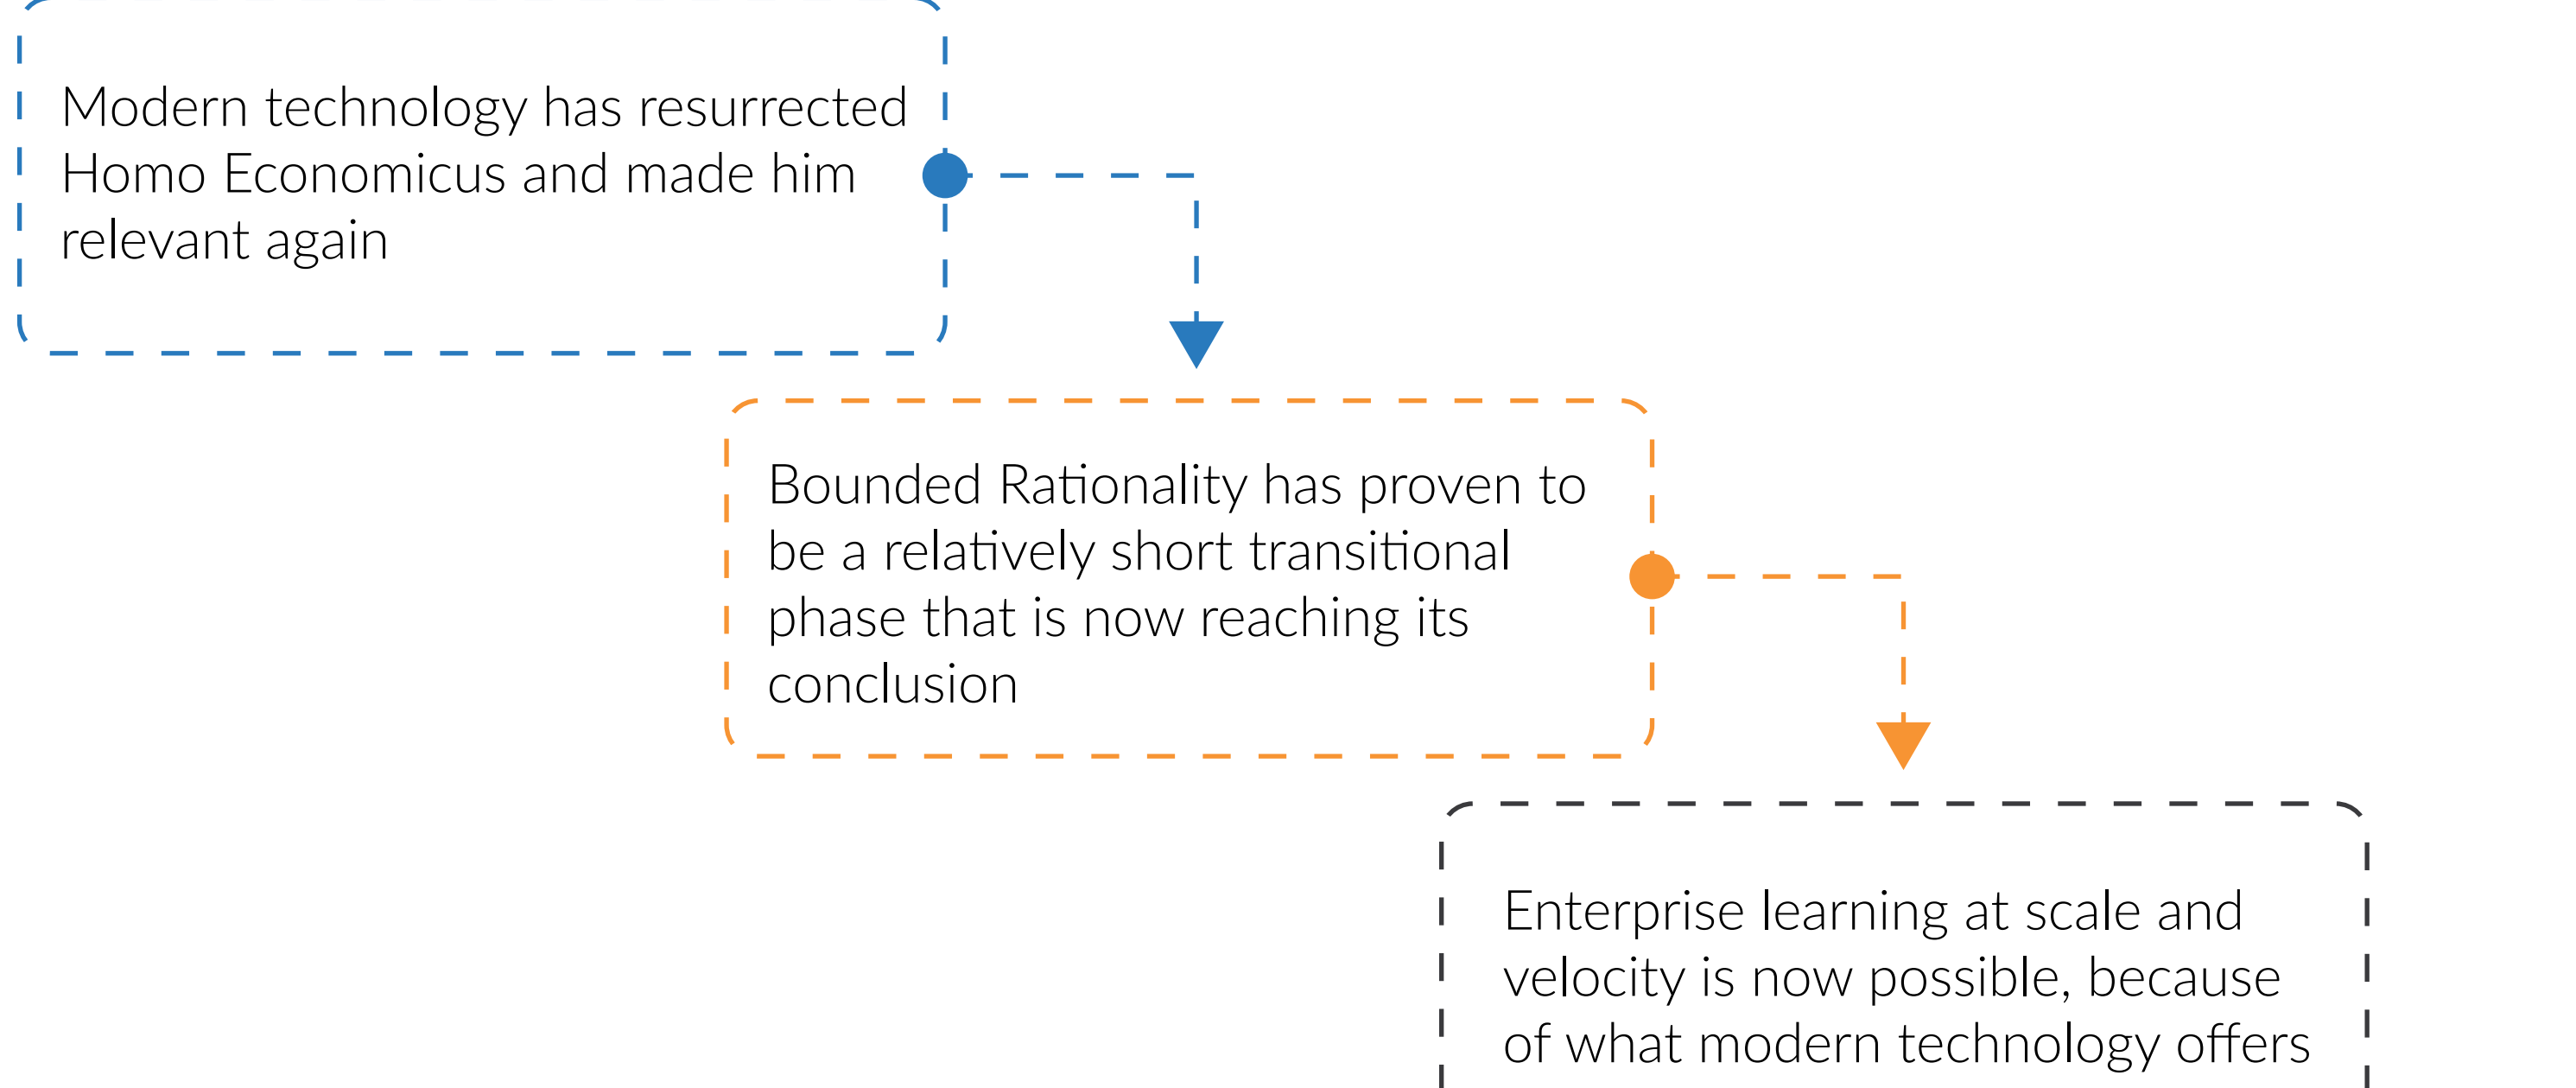 Modern technology has resurrected
Homo Economicus and made him
relevant again
Bounded Rationality has proven to
be a relatively short transitional
phase that is now reaching its
conclusion
Enterprise learning at scale and
velocity is now possible, because
of what modern technology offers